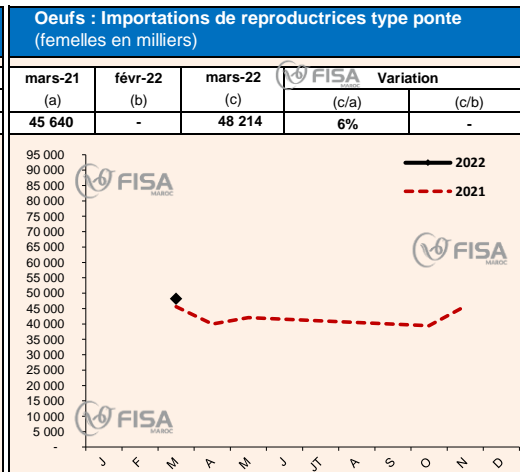 Oeufs : Importations de reproductrices type ponte
(femelles en milliers)
mars-21 févr-22 mars-22 FISA Variation
(a) (b) (c) (c/a) (c/b)
45 640 - 48 214 6% -
95 000
90 000
85 000
80 000
75 000
70 000
65 000
60 000
55 000
50 000
45 000
40 000
35 000
30 000
25 000
20 000
15 000
10 000
5 000
-
2022
2021
FISA
MAROC
FISA
MAROC
FISA
MAROC
J F M A M J JT A S O N D